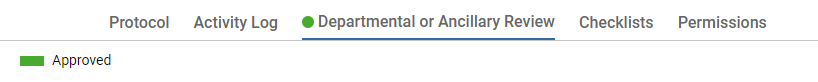 Protocol Activity Log Departmental or Ancillary Review Checklists Permissions
Approved